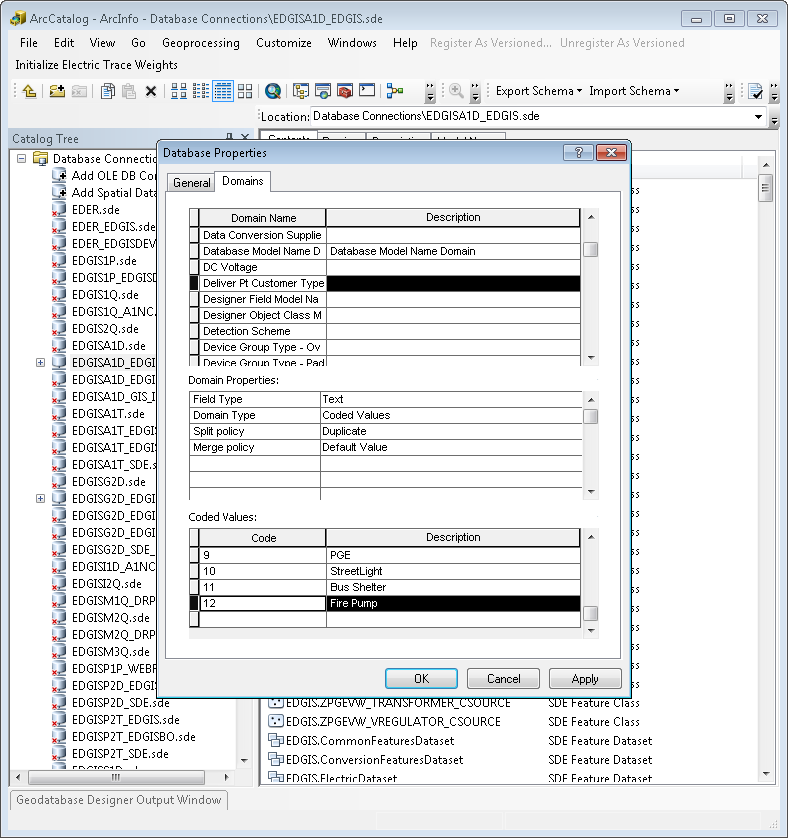 ArcCatalog - ArcInfo - Database Connections\EDGISA1D_EDGIS.sde
File Edit View Go Geoprocessing Customize Windows Help Register As Versioned... Unregister As Versioned
Initialize Electric Trace Weights
Export Schema Import Schema
Location: Database Connections\EDGISA1D_EDGIS.sde
Catalog Tree
Database Connectio
Add OLE DB Co
Add Spatial Data
EDER.sde
EDER_EDGIS.sde
EDER_EDGISDEV
EDGIS1P.sde
EDGIS1P_EDGISD
EDGIS1Q.sde
EDGIS1Q_A1NC.
EDGIS2Q.sde
EDGISA1D.sde
EDGISA1D_EDGI
EDGISA1D_EDGI
EDGISA1D_GIS_I
EDGISA1T.sde
EDGISA1T_EDGI
EDGISA1T_EDGIS
EDGISA1T_SDE.s
EDGISG2D.sde
EDGISG2D_EDGI
EDGISG2D_EDGI
EDGISG2D_EDGI
EDGISG2D_SDE_
EDGISI1D_A1NC
EDGISI2Q.sde
EDGISM1Q_DRP
EDGISM2Q.sde
EDGISM2Q_DRP
EDGISM3Q.sde
EDGISP1P_WEBF
EDGISP2D_EDGIS
EDGISP2D_SDE.sde
EDGISP2T_EDGIS.sde
EDGISP2T_EDGISBO.sde
EDGISP2T_SDE.sde
Database Properties
General Domains
Domain Name Description
Data Conversion Supplie
Database Model Name D Database Model Name Domain
DC Voltage
Deliver Pt Customer Type
Designer Field Model Na
Designer Object Class M
Detection Scheme
Device Group Type - Ov
Device Group Type - Pad
Domain Properties:
Field Type Text
Domain Type Coded Values
Split policy Duplicate
Merge policy Default Value
Coded Values:
Code Description
9 PGE
10 StreetLight
11 Bus Shelter
12 Fire Pump
OK Cancel Apply
EDGIS.ZPGEVW_TRANSFORMER_CSOURCE SDE Feature Class
EDGIS.ZPGEVW_VREGULATOR_CSOURCE SDE Feature Class
EDGIS.CommonFeaturesDataset SDE Feature Dataset
EDGIS.ConversionFeaturesDataset SDE Feature Dataset
EDGIS.ElectricDataset SDE Feature Dataset
Geodatabase Designer Output Window